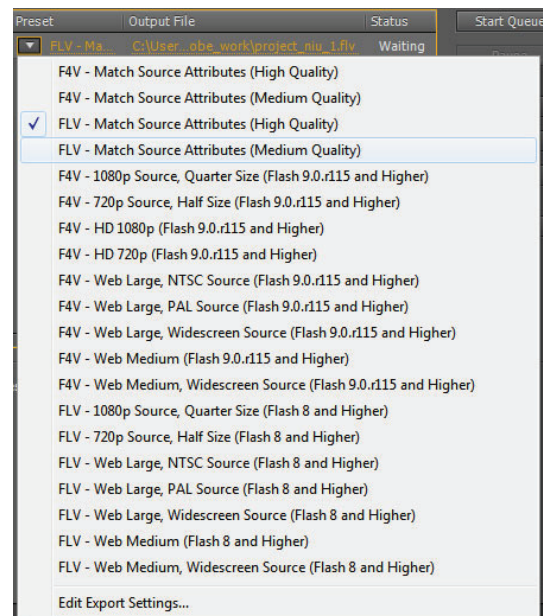 Preset Output File Status Start Queue
FLV - Ma... C:\User...obe_work\project_niu_1.flv Waiting
Pause
F4V - Match Source Attributes (High Quality)
F4V - Match Source Attributes (Medium Quality)
FLV - Match Source Attributes (High Quality)
FLV - Match Source Attributes (Medium Quality)
F4V - 1080p Source, Quarter Size (Flash 9.0.r115 and Higher)
F4V - 720p Source, Half Size (Flash 9.0.r115 and Higher)
F4V - HD 1080p (Flash 9.0.r115 and Higher)
F4V - HD 720p (Flash 9.0.r115 and Higher)
F4V - Web Large, NTSC Source (Flash 9.0.r115 and Higher)
F4V - Web Large, PAL Source (Flash 9.0.r115 and Higher)
F4V - Web Large, Widescreen Source (Flash 9.0.r115 and Higher)
F4V - Web Medium (Flash 9.0.r115 and Higher)
F4V - Web Medium, Widescreen Source (Flash 9.0.r115 and Higher)
FLV - 1080p Source, Quarter Size (Flash 8 and Higher)
FLV - 720p Source, Half Size (Flash 8 and Higher)
FLV - Web Large, NTSC Source (Flash 8 and Higher)
FLV - Web Large, PAL Source (Flash 8 and Higher)
FLV - Web Large, Widescreen Source (Flash 8 and Higher)
FLV - Web Medium (Flash 8 and Higher)
FLV - Web Medium, Widescreen Source (Flash 8 and Higher)
Edit Export Settings...